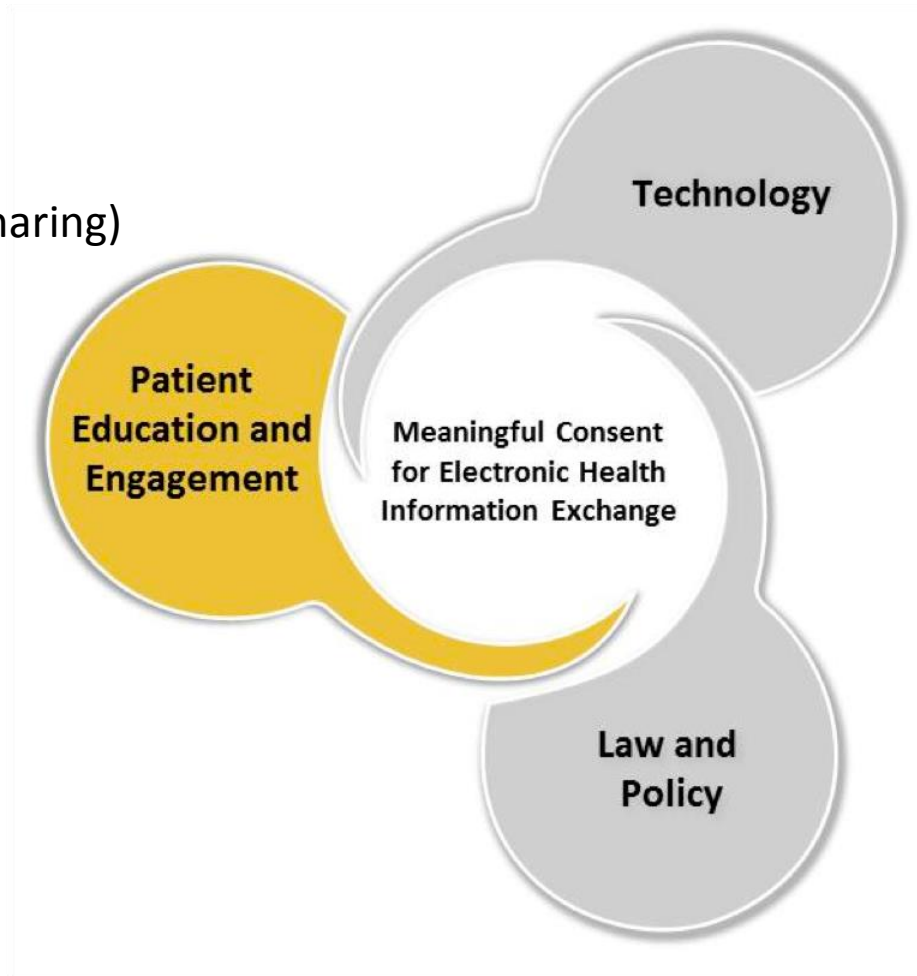 Technology
haring)
Patient
Education and
Engagement
Meaningful Consent
for Electronic Health
Information Exchange
Law and
Policy